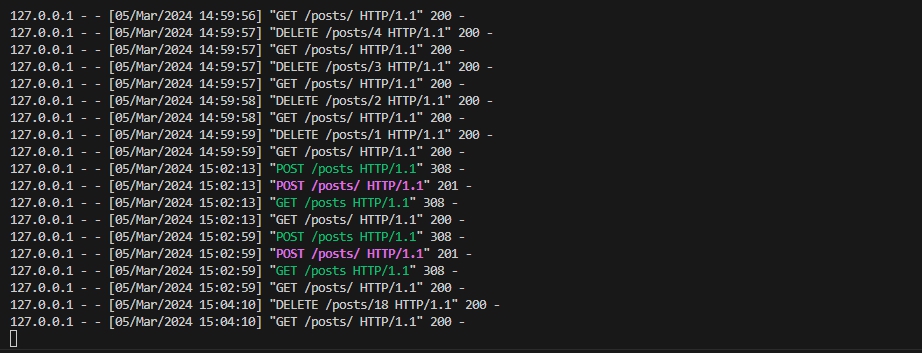 127.0.0.1 - - [05/Mar/2024 14:59:56] "GET /posts/ HTTP/1.1" 200 -
127.0.0.1 - - [05/Mar/2024 14:59:57] "DELETE /posts/4 HTTP/1.1" 200 -
127.0.0.1 - - [05/Mar/2024 14:59:57] "GET /posts/ HTTP/1.1" 200 -
127.0.0.1 - - [05/Mar/2024 14:59:57] "DELETE /posts/3 HTTP/1.1" 200 -
127.0.0.1 - - [05/Mar/2024 14:59:57] "GET /posts/ HTTP/1.1" 200 -
127.0.0.1 - - [05/Mar/2024 14:59:58] "DELETE /posts/2 HTTP/1.1" 200 -
127.0.0.1 - - [05/Mar/2024 14:59:58] "GET /posts/ HTTP/1.1" 200 -
127.0.0.1 - - [05/Mar/2024 14:59:59] "DELETE /posts/1 HTTP/1.1" 200 -
127.0.0.1 - - [05/Mar/2024 14:59:59] "GET /posts/ HTTP/1.1" 200 -
127.0.0.1 - - [05/Mar/2024 15:02:13] "POST /posts HTTP/1.1" 308 -
127.0.0.1 - - [05/Mar/2024 15:02:13] "POST /posts/ HTTP/1.1" 201 -
127.0.0.1 - - [05/Mar/2024 15:02:13] "GET /posts HTTP/1.1" 308 -
127.0.0.1 - - [05/Mar/2024 15:02:13] "GET /posts/ HTTP/1.1" 200 -
127.0.0.1 - - [05/Mar/2024 15:02:59] "POST /posts HTTP/1.1" 308 -
127.0.0.1 - - [05/Mar/2024 15:02:59] "POST /posts/ HTTP/1.1" 201 -
127.0.0.1 - - [05/Mar/2024 15:02:59] "GET /posts HTTP/1.1" 308 -
127.0.0.1 - - [05/Mar/2024 15:02:59] "GET /posts/ HTTP/1.1" 200 -
127.0.0.1 - - [05/Mar/2024 15:04:10] "DELETE /posts/18 HTTP/1.1" 200 -
127.0.0.1 - - [05/Mar/2024 15:04:10] "GET /posts/ HTTP/1.1" 200 -